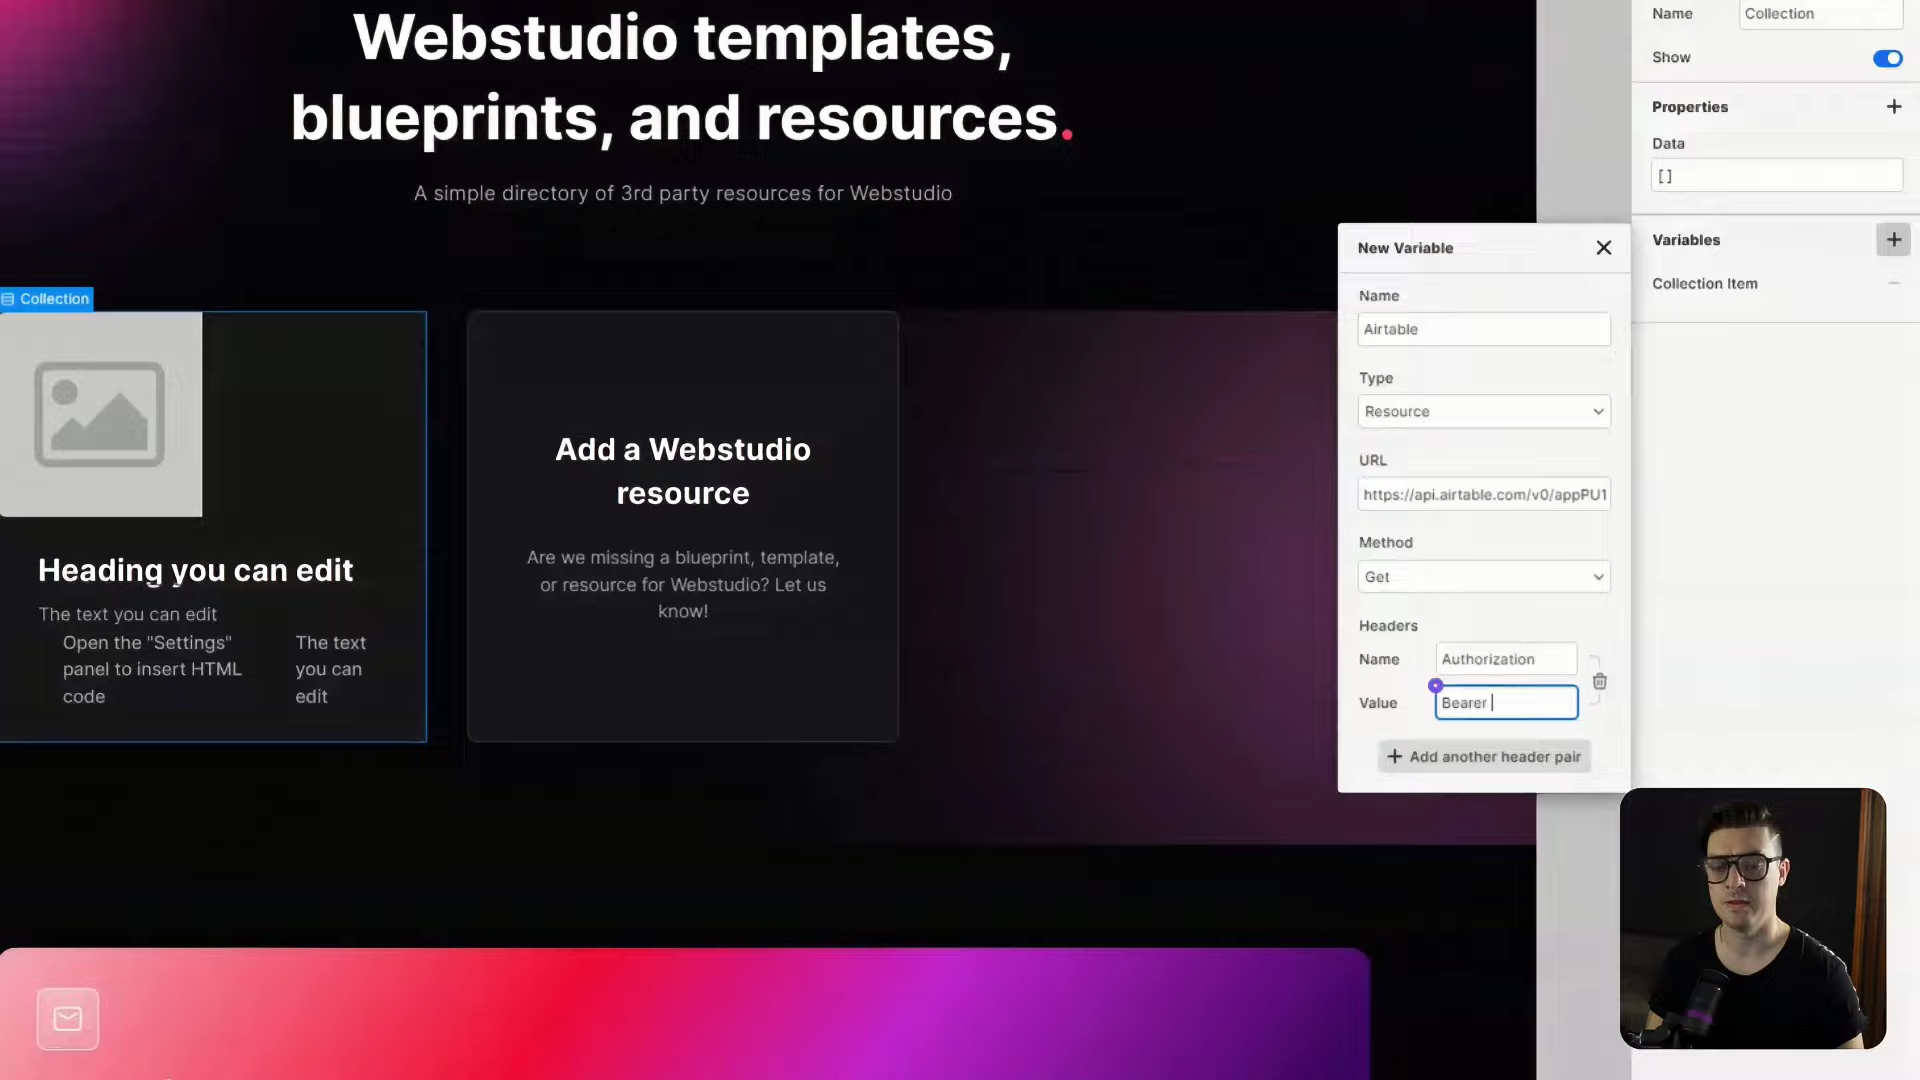 Webstudio templates,
blueprints, and resources.
A simple directory of 3rd party resources for Webstudio
Collection
Heading you can edit
The text you can edit
Open the "Settings"
panel to insert HTML
code
The text
you can
edit
Add a Webstudio
resource
Are we missing a blueprint, template,
or resource for Webstudio? Let us
know!
New Variable
Name
Airtable
Type
Resource
URL
https://api.airtable.com/v0/appPU1
Method
Get
Headers
Name
Authorization
Value
Bearer
Add another header pair
Name
Collection
Show
Properties
Data
[]
Variables
Collection Item